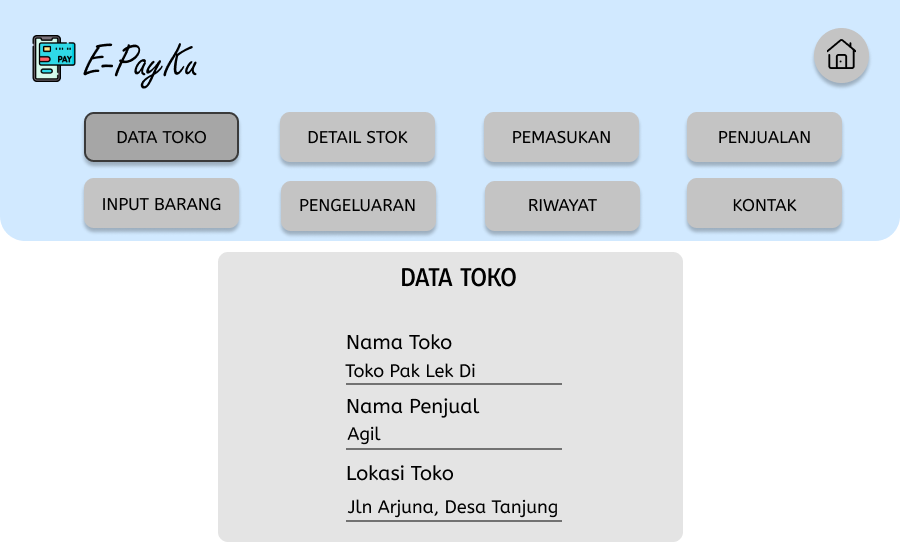 PAY
E-PayKu
DATA TOKO
DETAIL STOK
PEMASUKAN
PENJUALAN
INPUT BARANG
PENGELUARAN
RIWAYAT
KONTAK
DATA TOKO
Nama Toko
Toko Pak Lek Di
Nama Penjual
Agil
Lokasi Toko
Jln Arjuna, Desa Tanjung